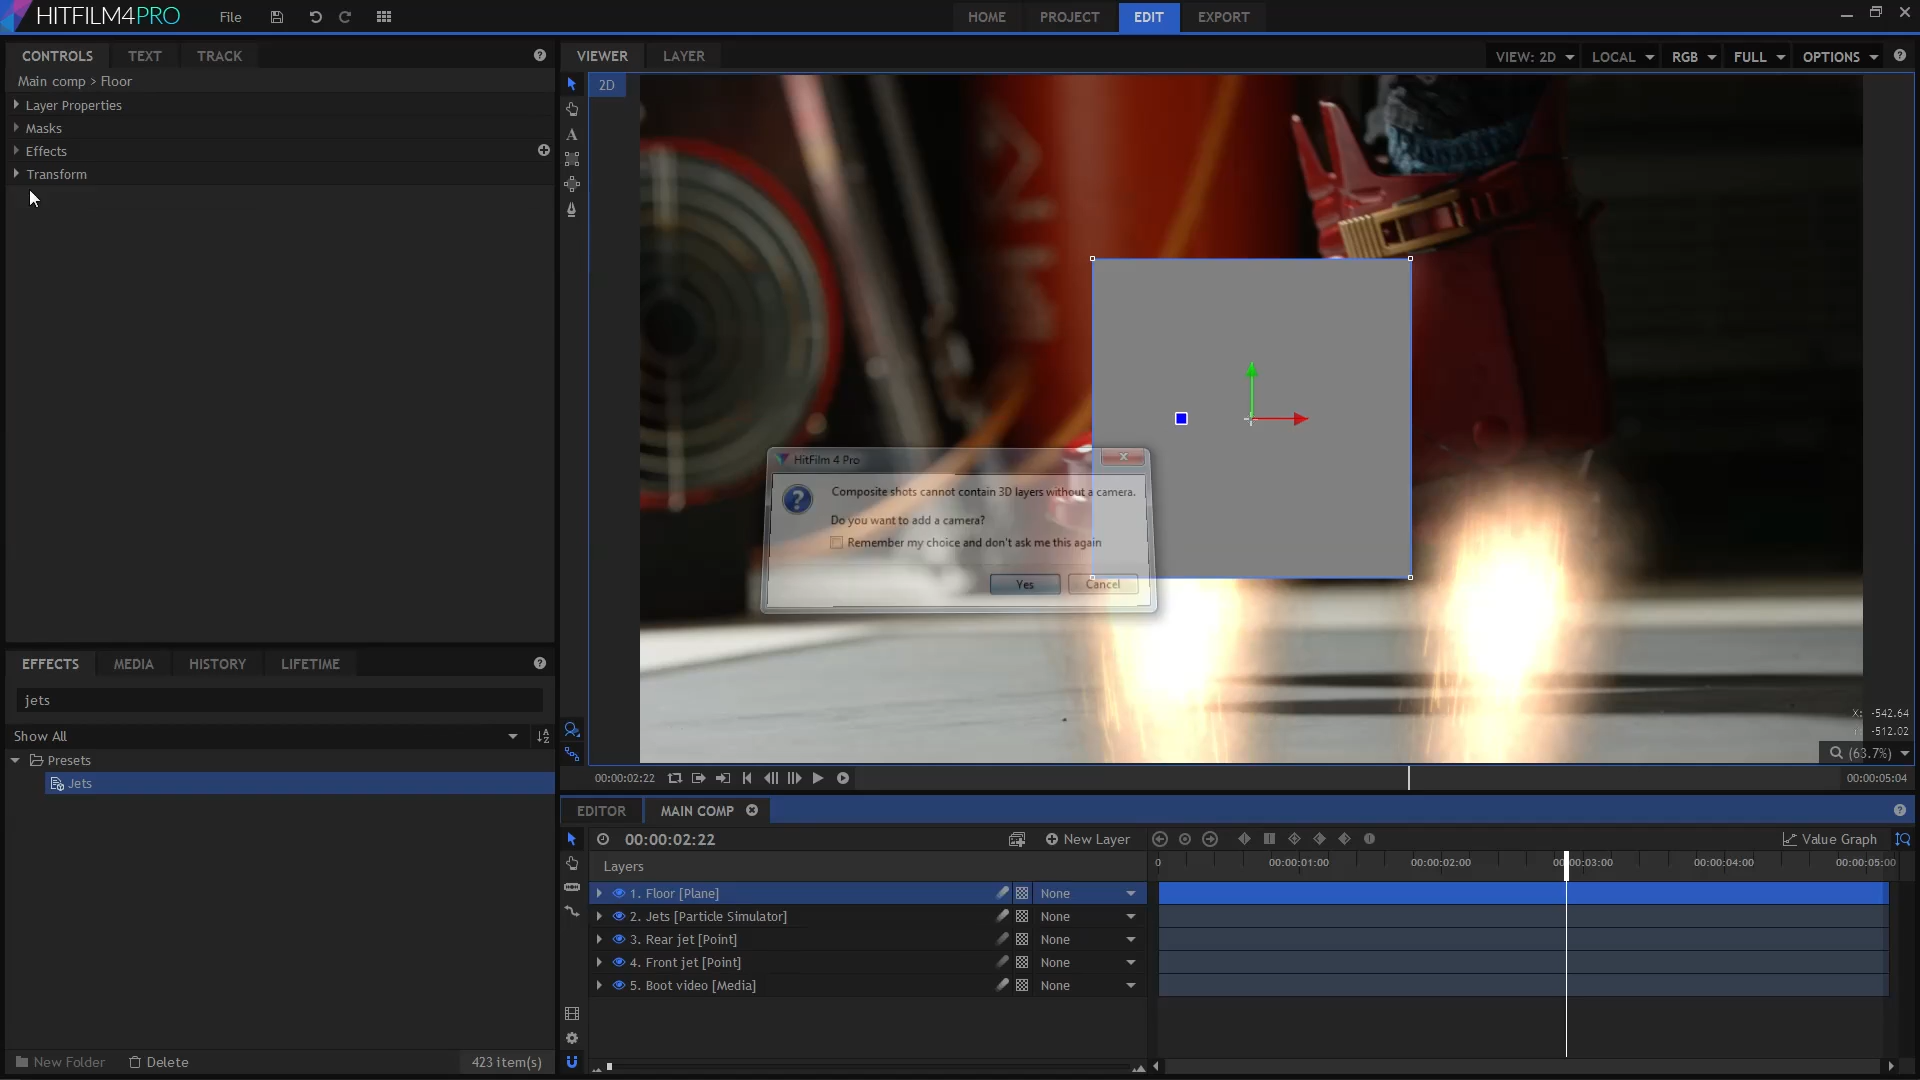 HITFILM4PRO
File
HOME
PROJECT
EDIT
EXPORT
CONTROLS
TEXT
TRACK
VIEWER
LAYER
VIEW: 2D
LOCAL
RGB
FULL
OPTIONS
Main comp > Floor
2D
Layer Properties
Masks
Effects
Transform
HitFilm 4 Pro
Composite shots cannot contain 3D layers without a camera.
Do you want to add a camera?
Remember my choice and don't ask me this again
Yes
Cancel
EFFECTS
MEDIA
HISTORY
LIFETIME
jets
Show All
Presets
Jets
New Folder
Delete
423 item(s)
X: -542.64
-512.02
(63.7%)
00:00:02:22
00:00:05:04
EDITOR
MAIN COMP
00:00:02:22
New Layer
Value Graph
Layers
0
00:00:01:00
00:00:02:00
00:00:03:00
00:00:04:00
00:00:05:00
1. Floor [Plane]
None
2. Jets [Particle Simulator]
None
3. Rear jet [Point]
None
4. Front jet [Point]
None
5. Boot video [Media]
None